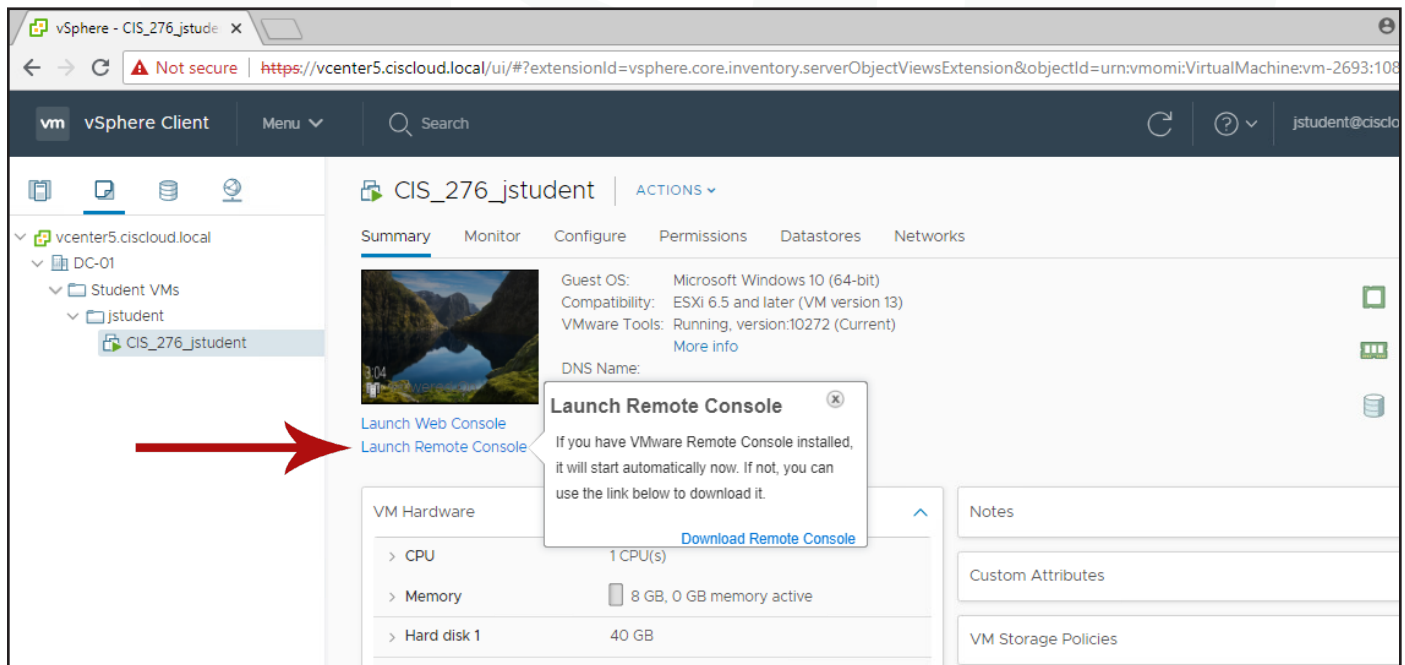 vSphere - CIS_276_jstude
Not secure | https://vcenter5.ciscloud.local/ui/#?extensionId=vsphere.core.inventory.serverObjectViewsExtension&objectId=urn:vmomi:VirtualMachine:vm-2693:108
vm vSphere Client Menu Search jstudent@cisclo
CIS_276_jstudent ACTIONS
Summary Monitor Configure Permissions Datastores Networks
vcenter5.ciscloud.local
DC-01
Student VMs
jstudent
CIS_276_jstudent
Guest OS: Microsoft Windows 10 (64-bit)
Compatibility: ESXi 6.5 and later (VM version 13)
VMware Tools: Running, version:10272 (Current)
More info
DNS Name:
3:04
Launch Web Console
Launch Remote Console
Launch Remote Console
If you have VMware Remote Console installed,
it will start automatically now. If not, you can
use the link below to download it.
Download Remote Console
VM Hardware
CPU 1 CPU(s)
Memory 8 GB, 0 GB memory active
Hard disk 1 40 GB
Notes
Custom Attributes
VM Storage Policies